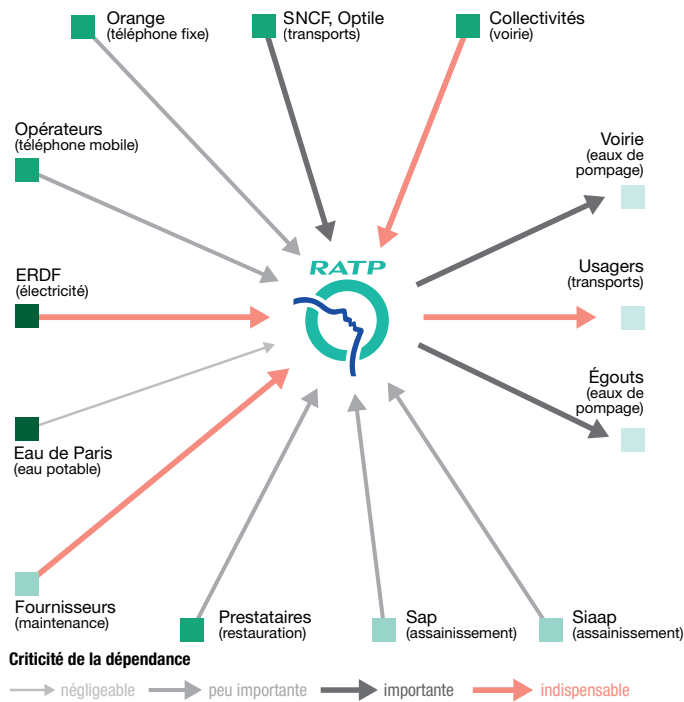 Orange
(téléphone fixe)
SNCF, Optile
(transports)
Collectivités
(voirie)
Opérateurs
(téléphone mobile)
Voirie
(eaux de
pompage)
ERDF
(électricité)
RATP
Usagers
(transports)
Eau de Paris
(eau potable)
Égouts
(eaux de
pompage)
Fournisseurs
(maintenance)
Prestataires
(restauration)
Sap
(assainissement)
Siaap
(assainissement)
Criticité de la dépendance
négligeable
peu importante
importante
indispensable